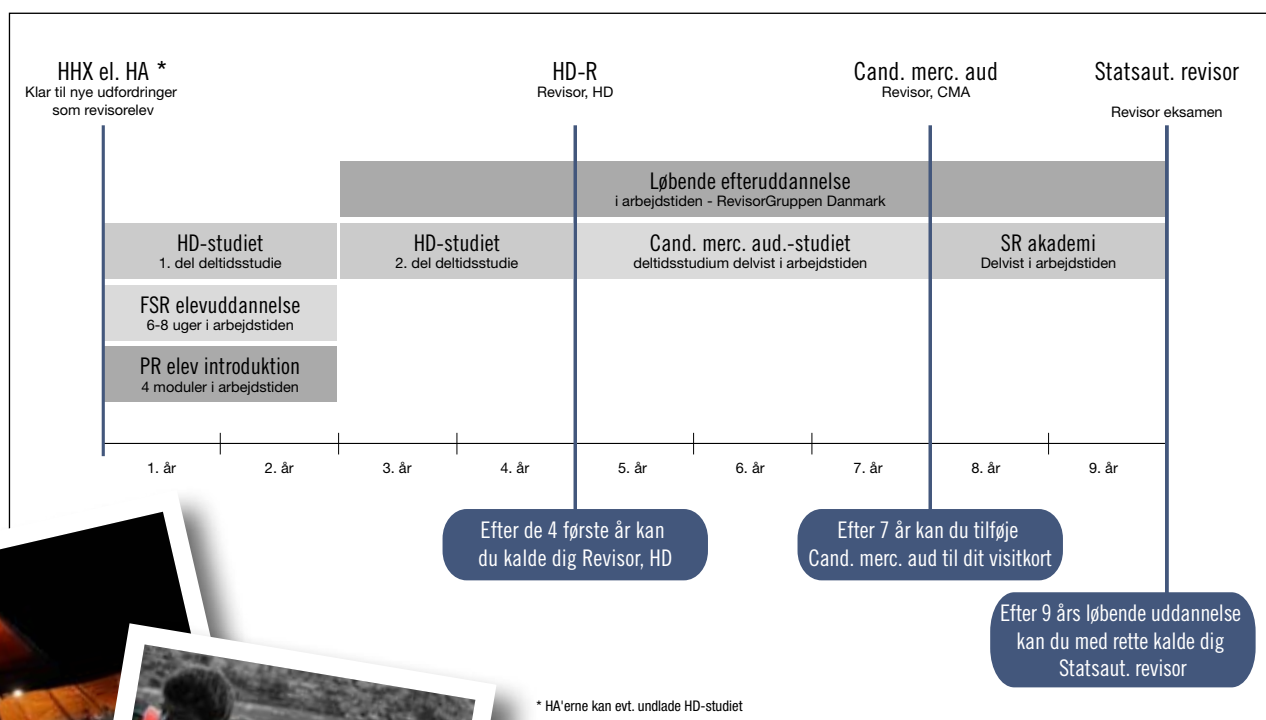 HHX el. HA *
Klar til nye udfordringer
som revisorelev
HD-R
Revisor, HD
Cand. merc. aud
Revisor, CMA
Statsaut. revisor
Revisor eksamen
Løbende efteruddannelse
i arbejdstiden - RevisorGruppen Danmark
HD-studiet
1. del deltidsstudie
HD-studiet
2. del deltidsstudie
Cand. merc. aud.-studiet
deltidsstudium delvist i arbejdstiden
SR akademi
Delvist i arbejdstiden
FSR elevuddannelse
6-8 uger i arbejdstiden
PR elev introduktion
4 moduler i arbejdstiden
1. år
2. år
3. år
4. år
5. år
6. år
7. år
8. år
9. år
Efter de 4 første år kan
du kalde dig Revisor, HD
Efter 7 år kan du tilføje
Cand. merc. aud til dit visitkort
Efter 9 års løbende uddannelse
kan du med rette kalde dig
Statsaut. revisor
* HA'erne kan evt. undlade HD-studiet